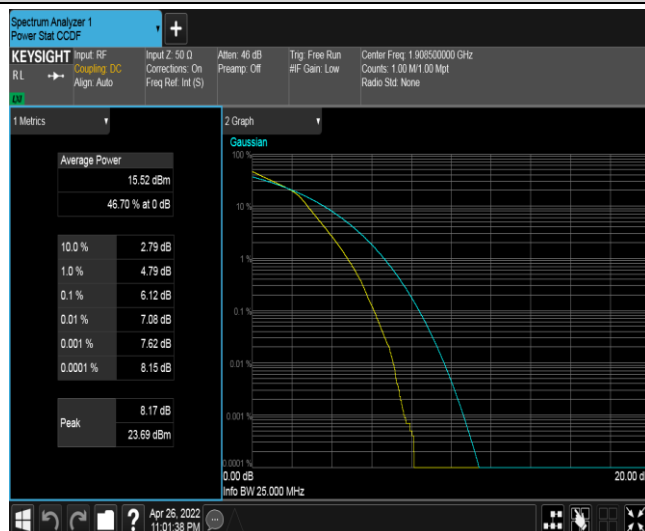 Spectrum Analyzer 1
Power Stat CCDF
KEYSIGHT
RL
Input: RF
Coupling: DC
Align: Auto
Input Z: 50 Ω
Corrections: On
Freq Ref: Int (S)
Atten: 46 dB
Preamp: Off
Trig: Free Run
#IF Gain: Low
Center Freq: 1.908500000 GHz
Counts: 1.00 M/1.00 Mpt
Radio Std: None
1 Metrics
Average Power
15.52 dBm
46.70 % at 0 dB
10.0 % 2.79 dB
1.0 % 4.79 dB
0.1 % 6.12 dB
0.01 % 7.08 dB
0.001 % 7.62 dB
0.0001 % 8.15 dB
Peak
8.17 dB
23.69 dBm
2 Graph
Gaussian
100 %
10 %
1 %
0.1 %
0.01 %
0.001 %
0.0001 %
0.00 dB
20.00 d
Info BW 25.000 MHz
?
Apr 26, 2022
11:01:38 PM